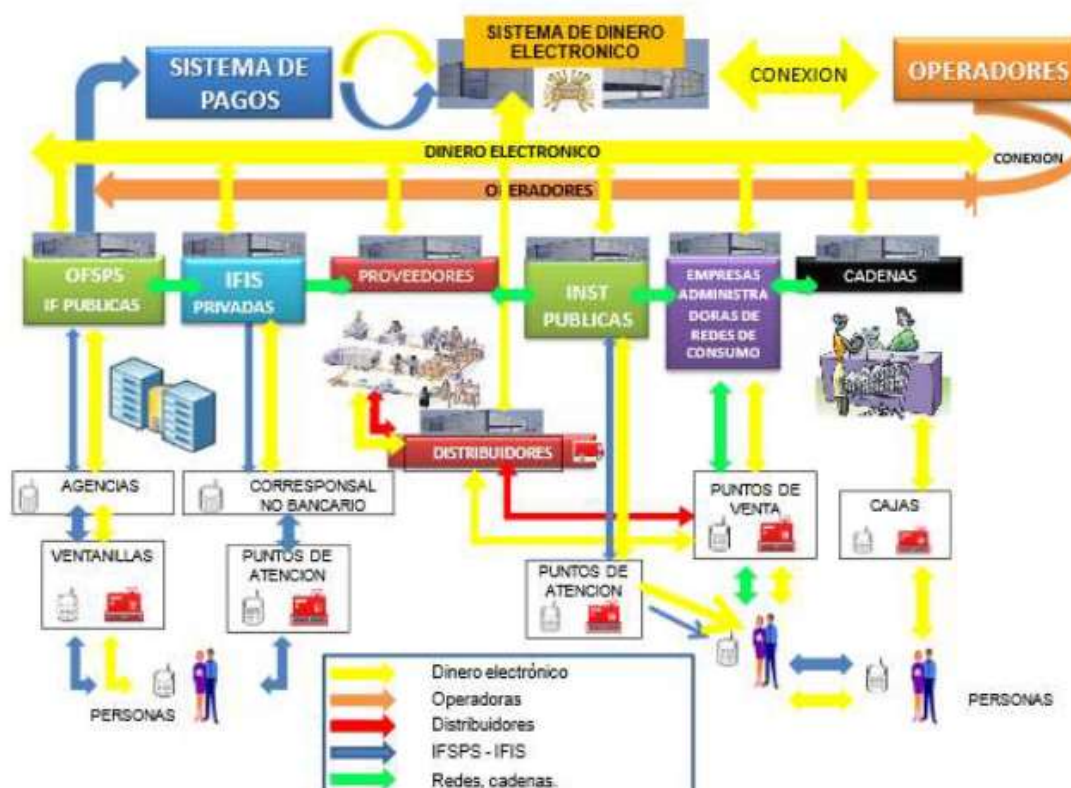 SISTEMA DE DINERO
ELECTRONICO
SISTEMA DE
PAGOS
CONEXION
OPERADORES
DINERO ELECTRONICO
CONEXION
OPERADORES
OFSPS
IF PUBLICAS
IFIS
PRIVADAS
PROVEEDORES
INST
PUBLICAS
EMPRESAS
ADMINISTRA
DORAS DE
REDES DE
CONSUMO
CADENAS
DISTRIBUIDORES
AGENCIAS
CORRESPONSAL
NO BANCARIO
PUNTOS DE
VENTA
CAJAS
VENTANILLAS
PUNTOS DE
ATENCION
PUNTOS DE
ATENCION
PERSONAS
PERSONAS
Dinero electrónico
Operadoras
Distribuidores
IFSPS - IFIS
Redes, cadenas.